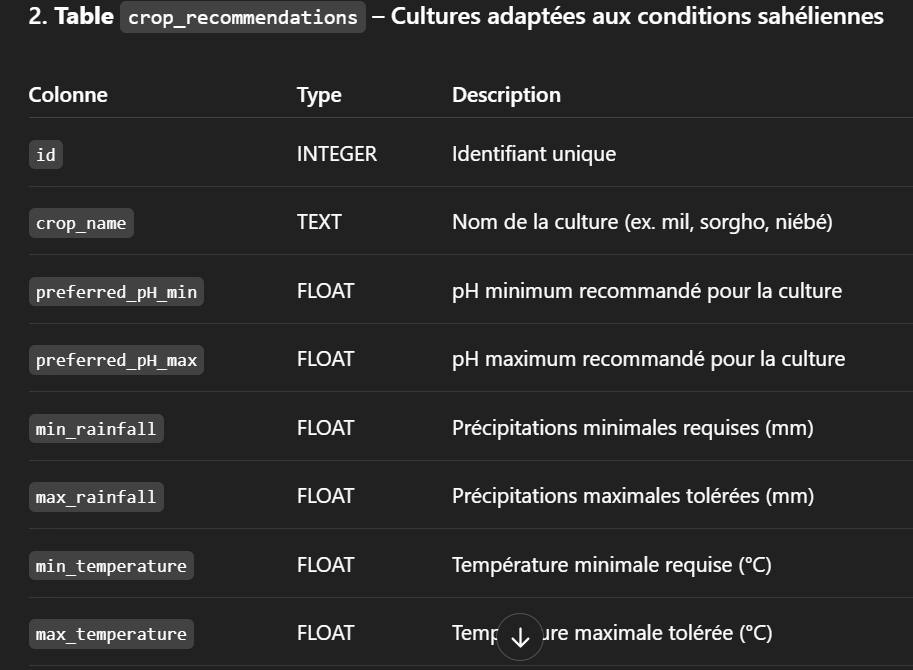 2. Table crop_recommendations – Cultures adaptées aux conditions sahéliennes
Colonne Type Description
id INTEGER Identifiant unique
crop_name TEXT Nom de la culture (ex. mil, sorgho, niébé)
preferred_pH_min FLOAT pH minimum recommandé pour la culture
preferred_pH_max FLOAT pH maximum recommandé pour la culture
min_rainfall FLOAT Précipitations minimales requises (mm)
max_rainfall FLOAT Précipitations maximales tolérées (mm)
min_temperature FLOAT Température minimale requise (°C)
max_temperature FLOAT Température maximale tolérée (°C)